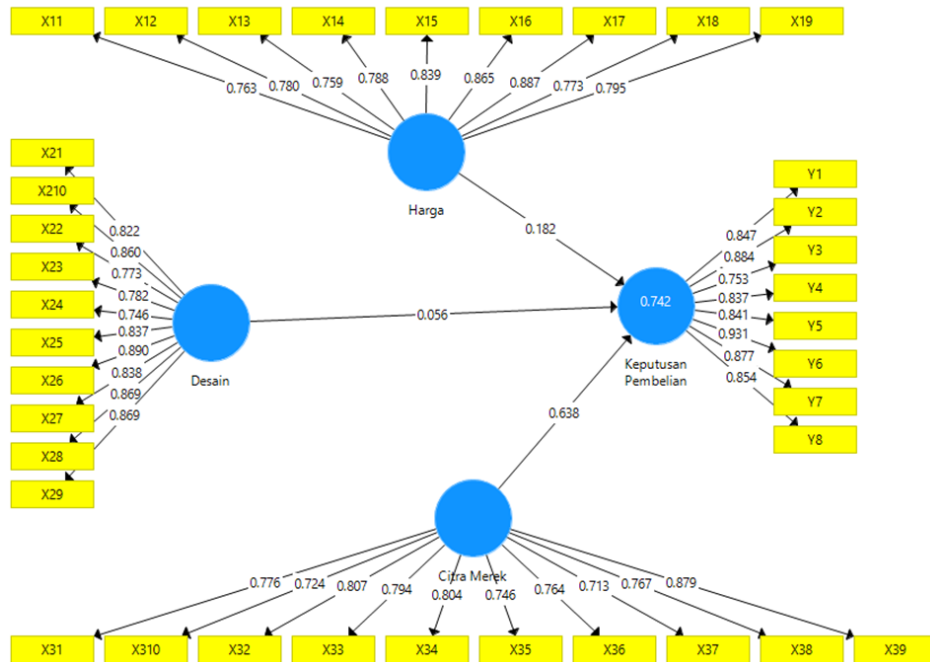 X11 X12 X13 X14 X15 X16 X17 X18 X19
0.763 0.780 0.759 0.788 0.839 0.865 0.887 0.773 0.795
Harga
X21
X210
X22
X23
X24
X25
X26
X27
X28
X29
0.822
0.860
0.773
0.782
0.746
0.837
0.890
0.838
0.869
0.869
Desain
0.182
0.056
0.638
0.742
Keputusan
Pembelian
0.847
0.884
0.753
0.837
0.841
0.931
0.877
0.854
Y1
Y2
Y3
Y4
Y5
Y6
Y7
Y8
Citra Merek
0.776 0.724 0.807 0.794 0.804 0.746 0.764 0.713 0.767 0.879
X31 X310 X32 X33 X34 X35 X36 X37 X38 X39